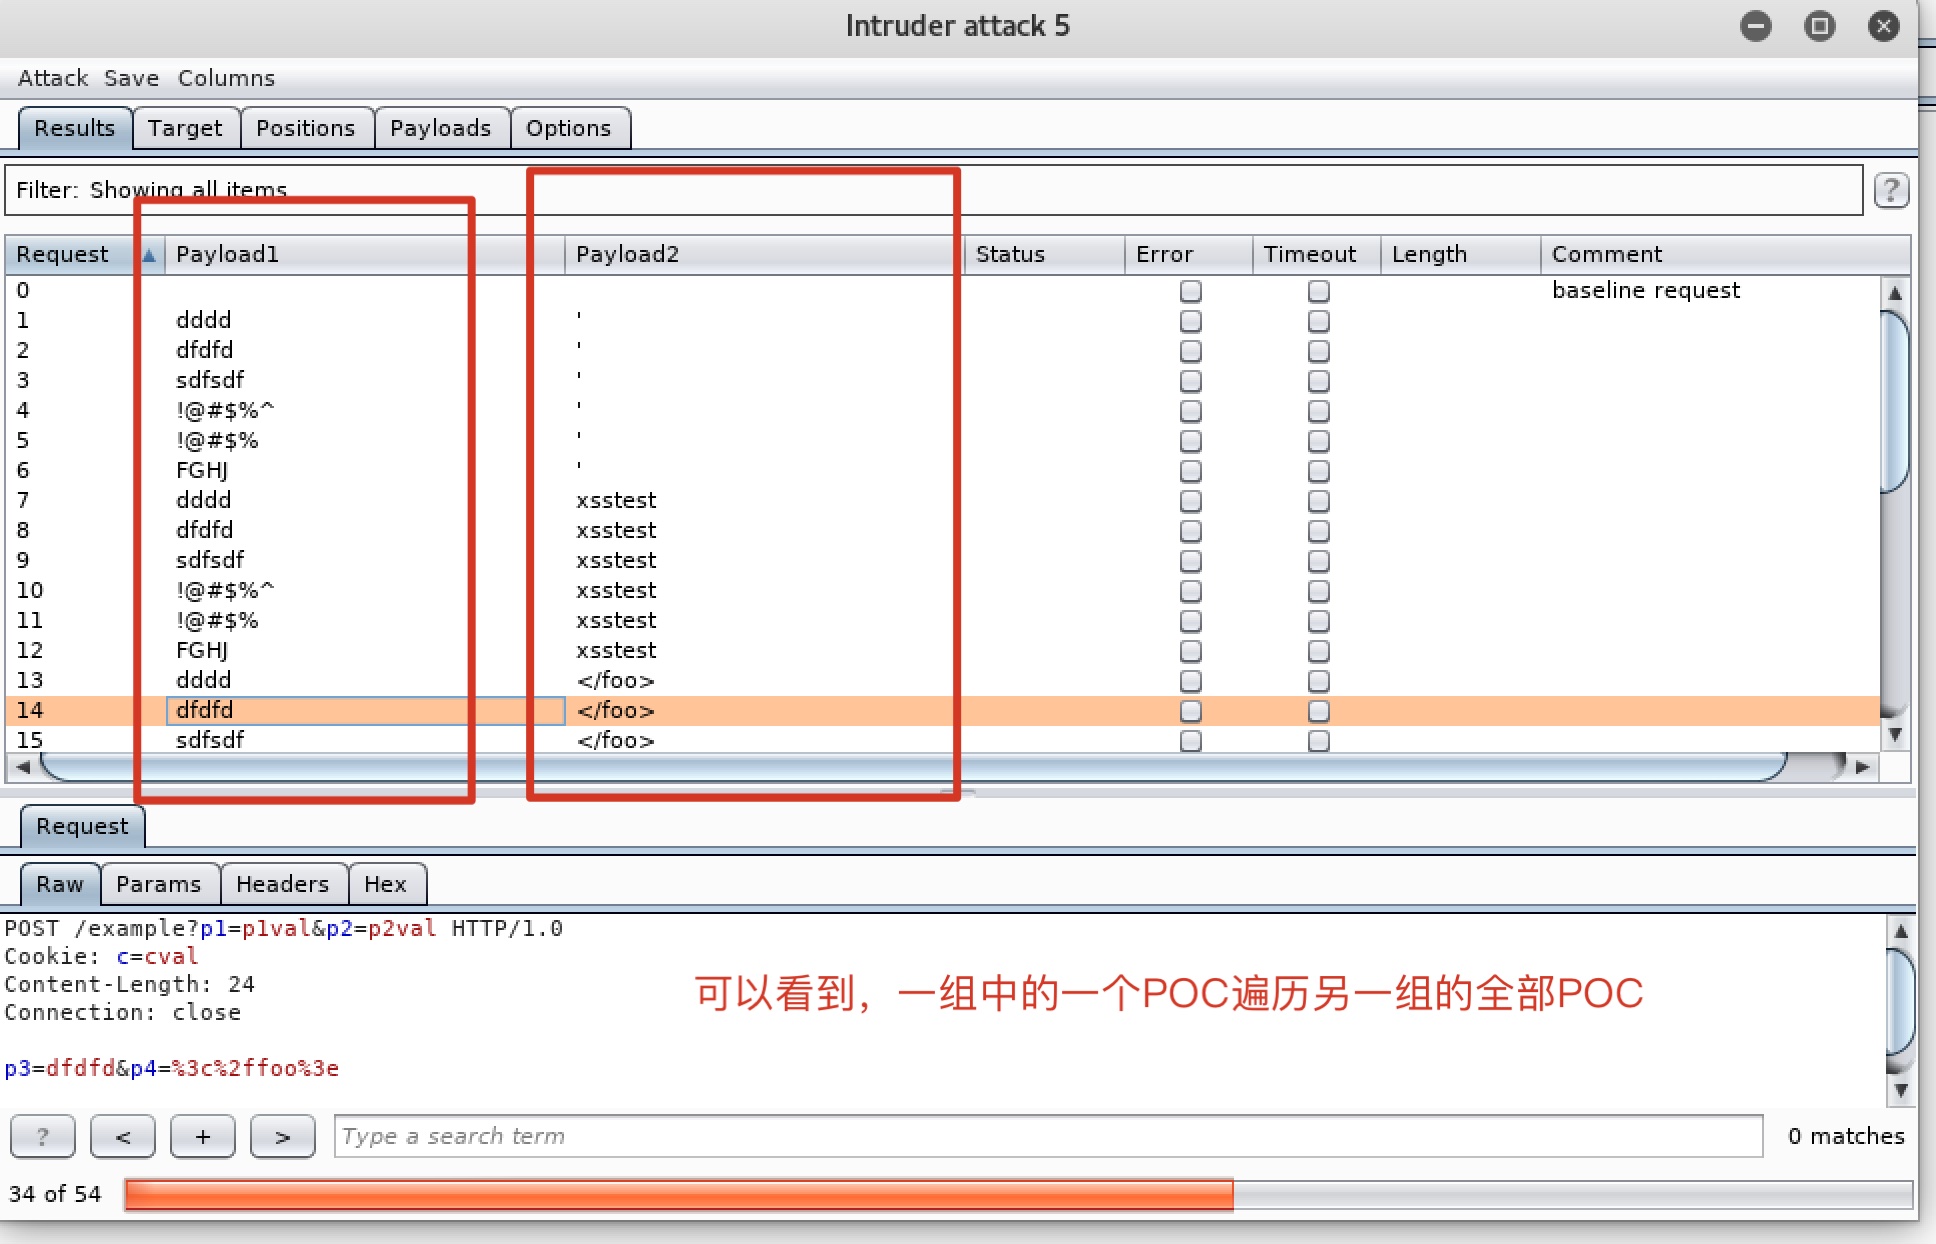 Intruder attack 5
Attack Save Columns
Results Target Positions Payloads Options
Filter: Showing all items
?
Request Payload1 Payload2 Status Error Timeout Length Comment
0 baseline request
1 dddd '
2 dfdfd '
3 sdfsdf '
4 !@#$%^ '
5 !@#$% '
6 FGHJ '
7 dddd xsstest
8 dfdfd xsstest
9 sdfsdf xsstest
10 !@#$%^ xsstest
11 !@#$% xsstest
12 FGHJ xsstest
13 dddd </foo>
14 dfdfd </foo>
15 sdfsdf </foo>
Request
Raw Params Headers Hex
POST /example?p1=p1val&p2=p2val HTTP/1.0
Cookie: c=cval
Content-Length: 24
Connection: close
可以看到，一组中的一个POC遍历另一组的全部POC
p3=dfdfd&p4=%3c%2ffoo%3e
? < + > Type a search term 0 matches
34 of 54